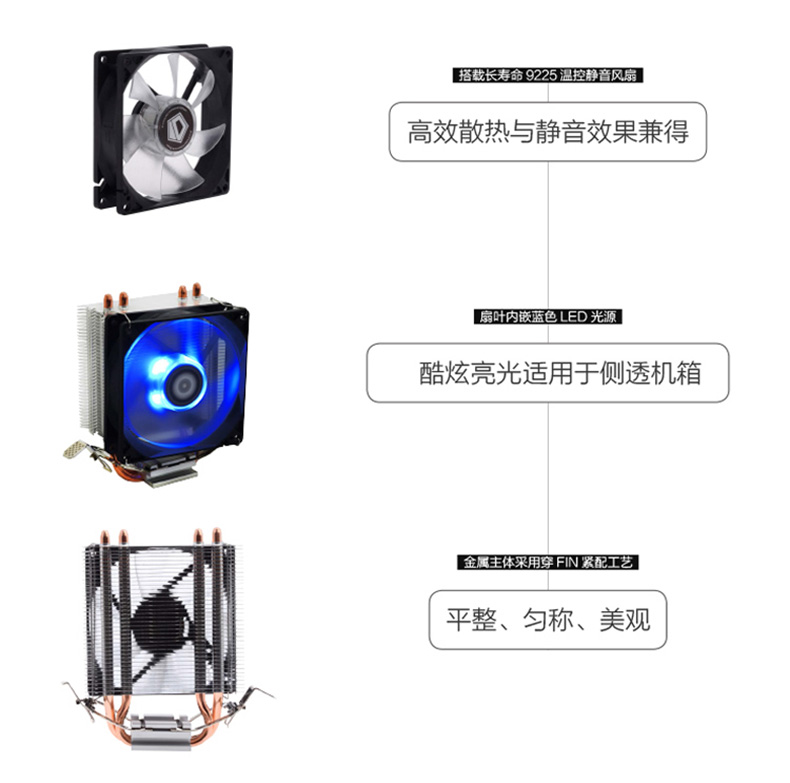 搭载长寿命 9225 温控静音风扇
高效散热与静音效果兼得
扇叶内嵌蓝色 LED 光源
酷炫亮光适用于侧透机箱
金属主体采用穿 FIN 紧配工艺
平整、匀称、美观